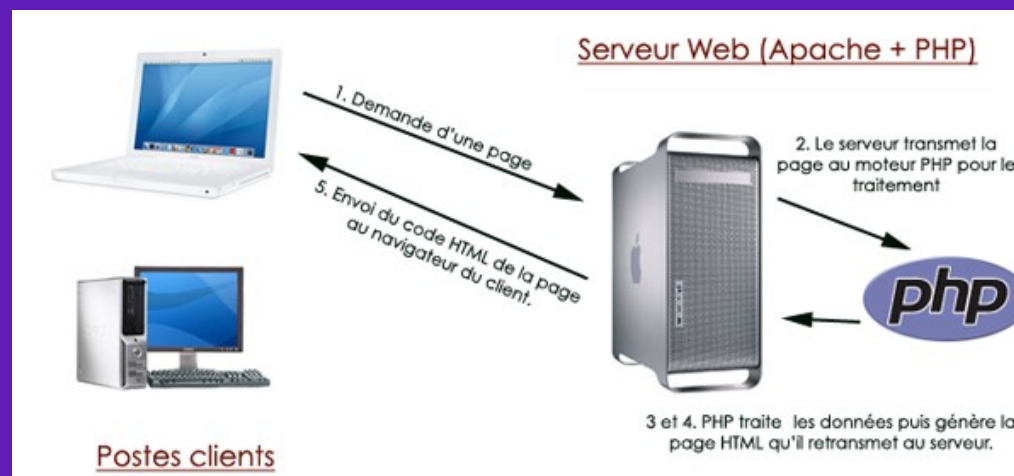 Serveur Web (Apache + PHP)
1. Demande d'une page
2. Le serveur transmet la
page au moteur PHP pour le
traitement
5. Envoi du code HTML de la page
au navigateur du client.
php
3 et 4. PHP traite les données puis génère la
page HTML qu'il retransmet au serveur.
Postes clients